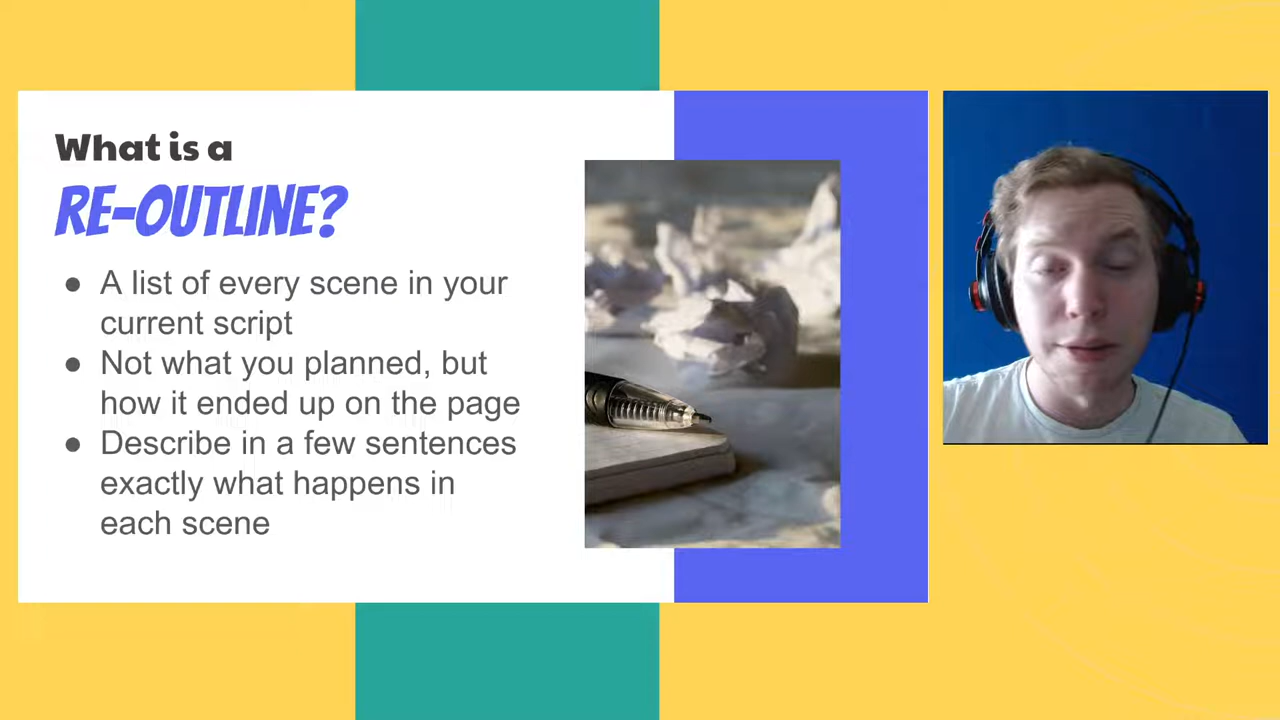 What is a
RE-OUTLINE?
● A list of every scene in your
current script
● Not what you planned, but
how it ended up on the page
● Describe in a few sentences
exactly what happens in
each scene